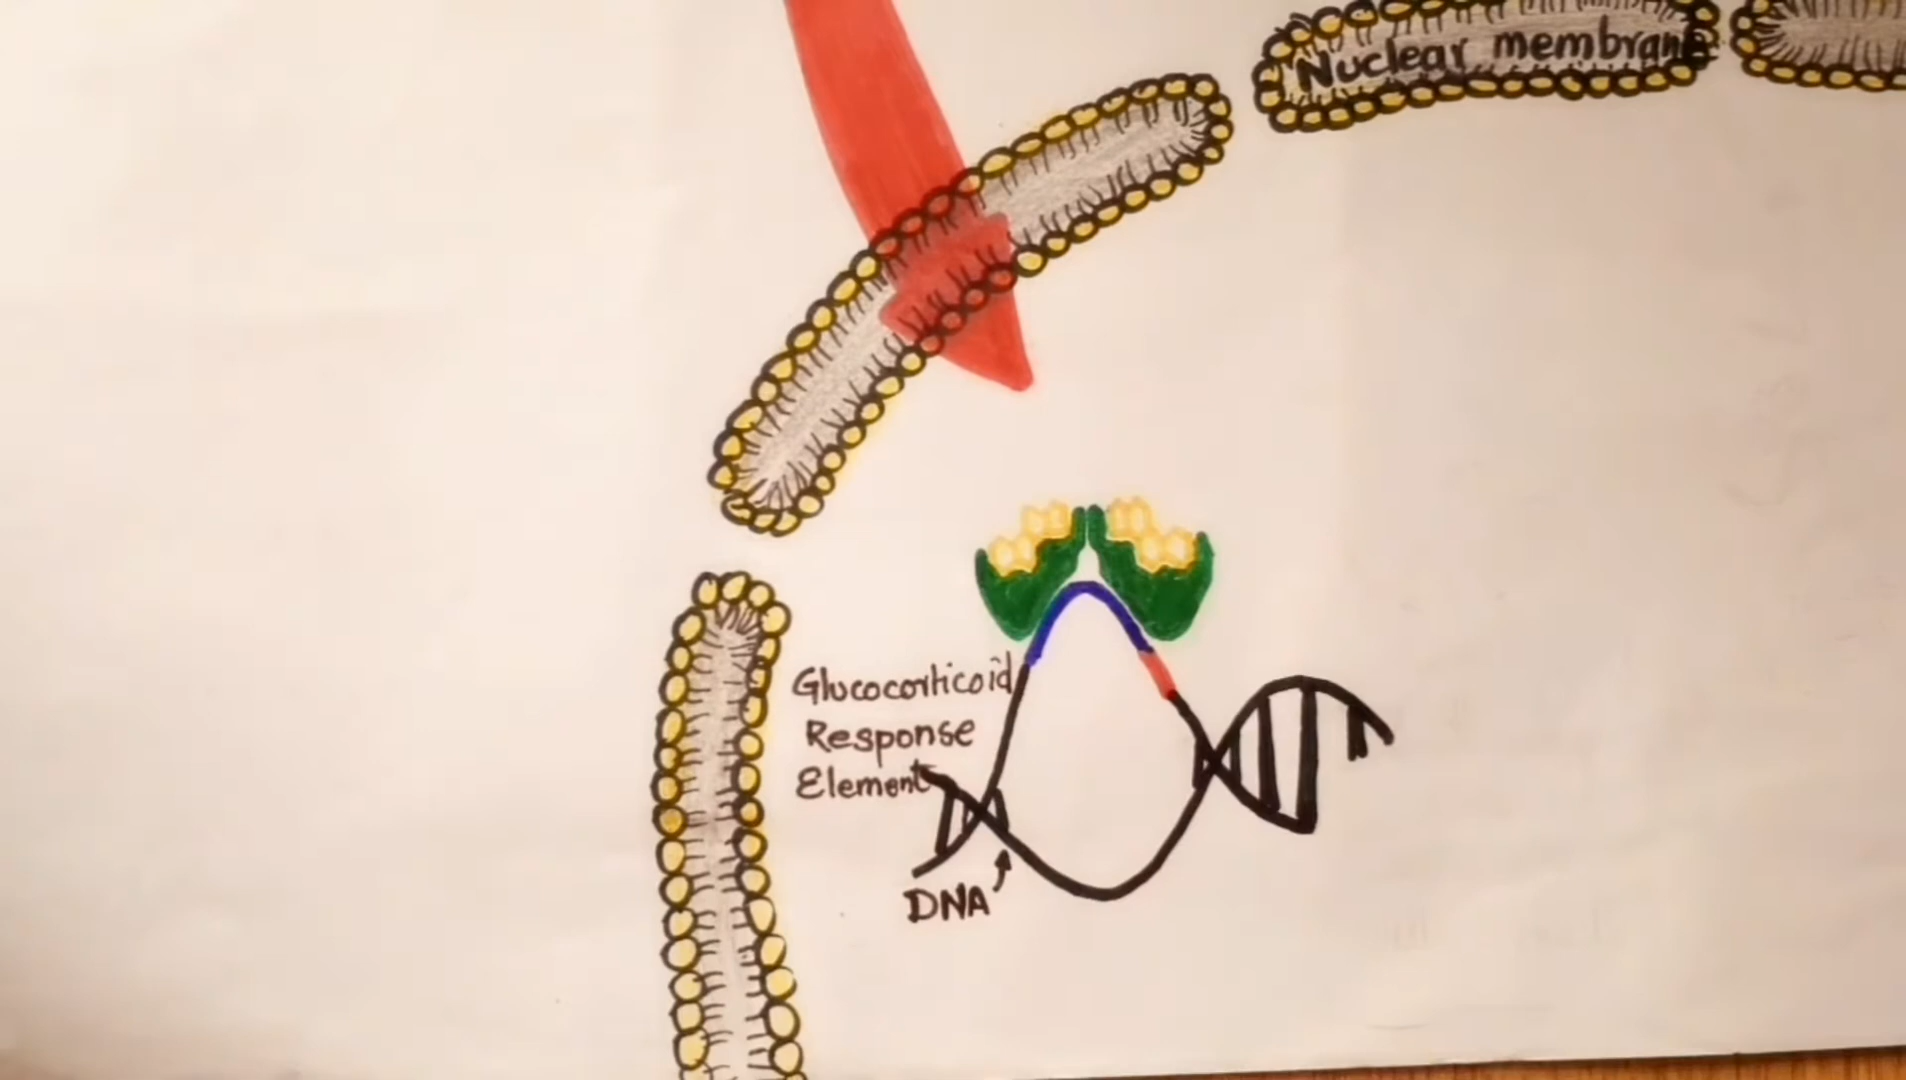 Nuclear membrane
Glucocorticoid
Response
Element
DNA